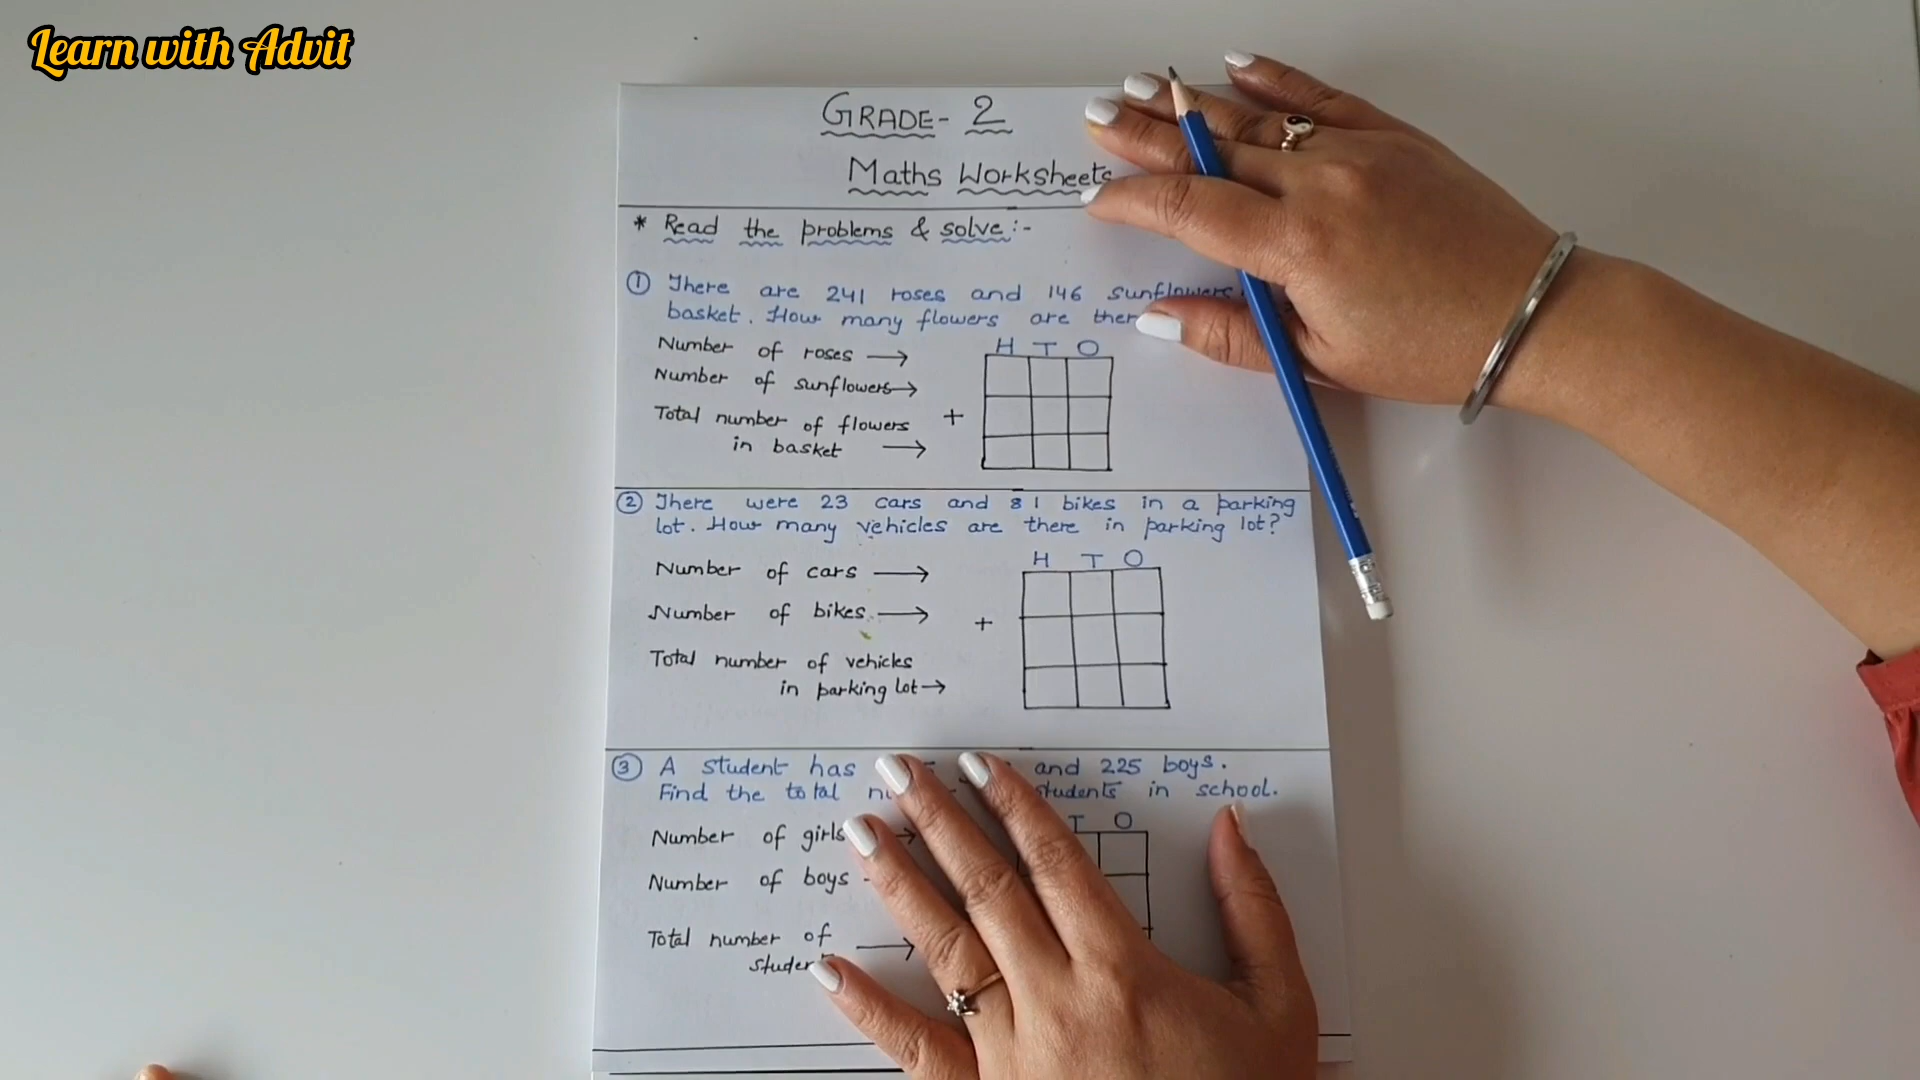 Learn with Advit
GRADE- 2
Maths Worksheets
* Read the problems & solve :-
1 There are 241 roses and 146 sunflowers
basket. How many flowers are
Number of roses →
H T O
Number of sunflowers→
Total number of flowers +
in basket →
2 There were 23 cars and 81 bikes in a parking
lot. How many vehicles are there in parking lot?
H T O
Number of cars →
Number of bikes. →
+
Total number of vehicles
in parking lot→
3 A student has and 225 boys.
Find the total students in school.
T O
Number of girls →
Number of boys -
Total number of →